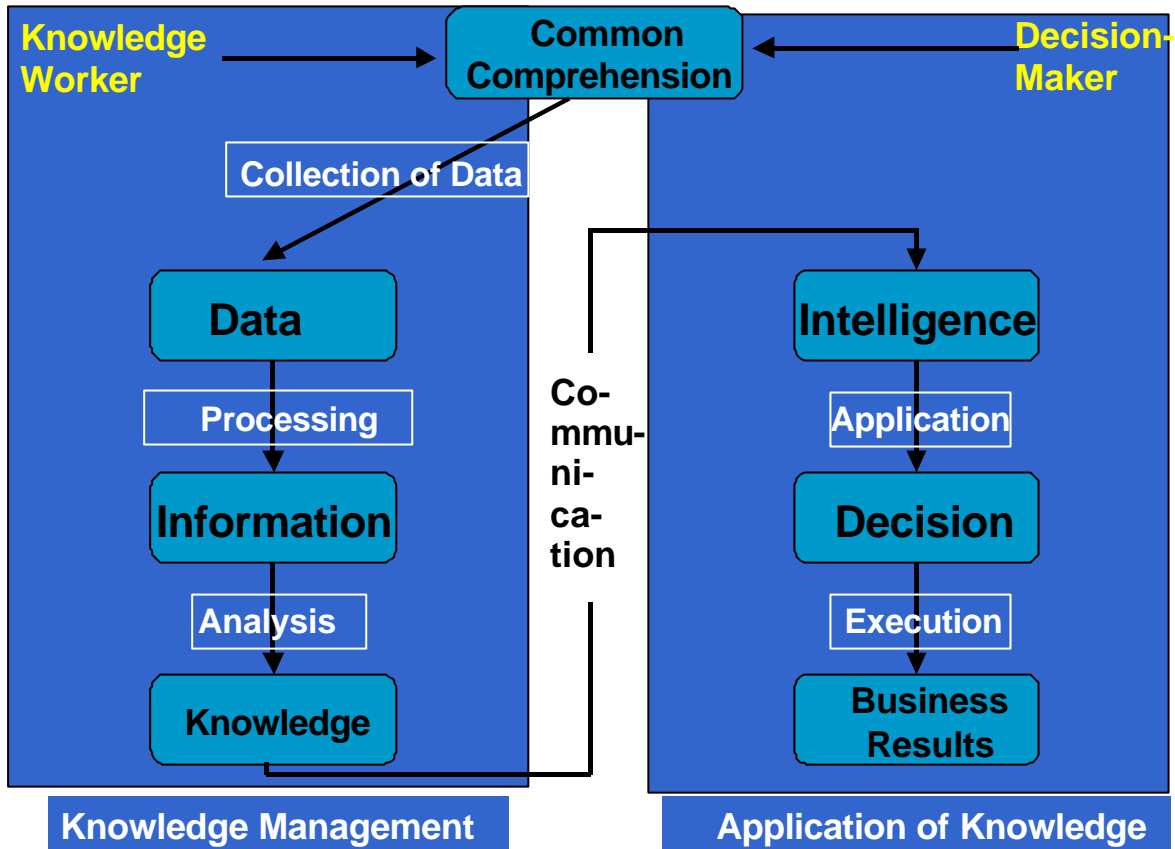 Knowledge
Worker
Common
Comprehension
Decision-
Maker
Collection of Data
Data
Processing
Information
Analysis
Knowledge
Co-
mmu-
ni-
ca-
tion
Intelligence
Application
Decision
Execution
Business
Results
Knowledge Management
Application of Knowledge